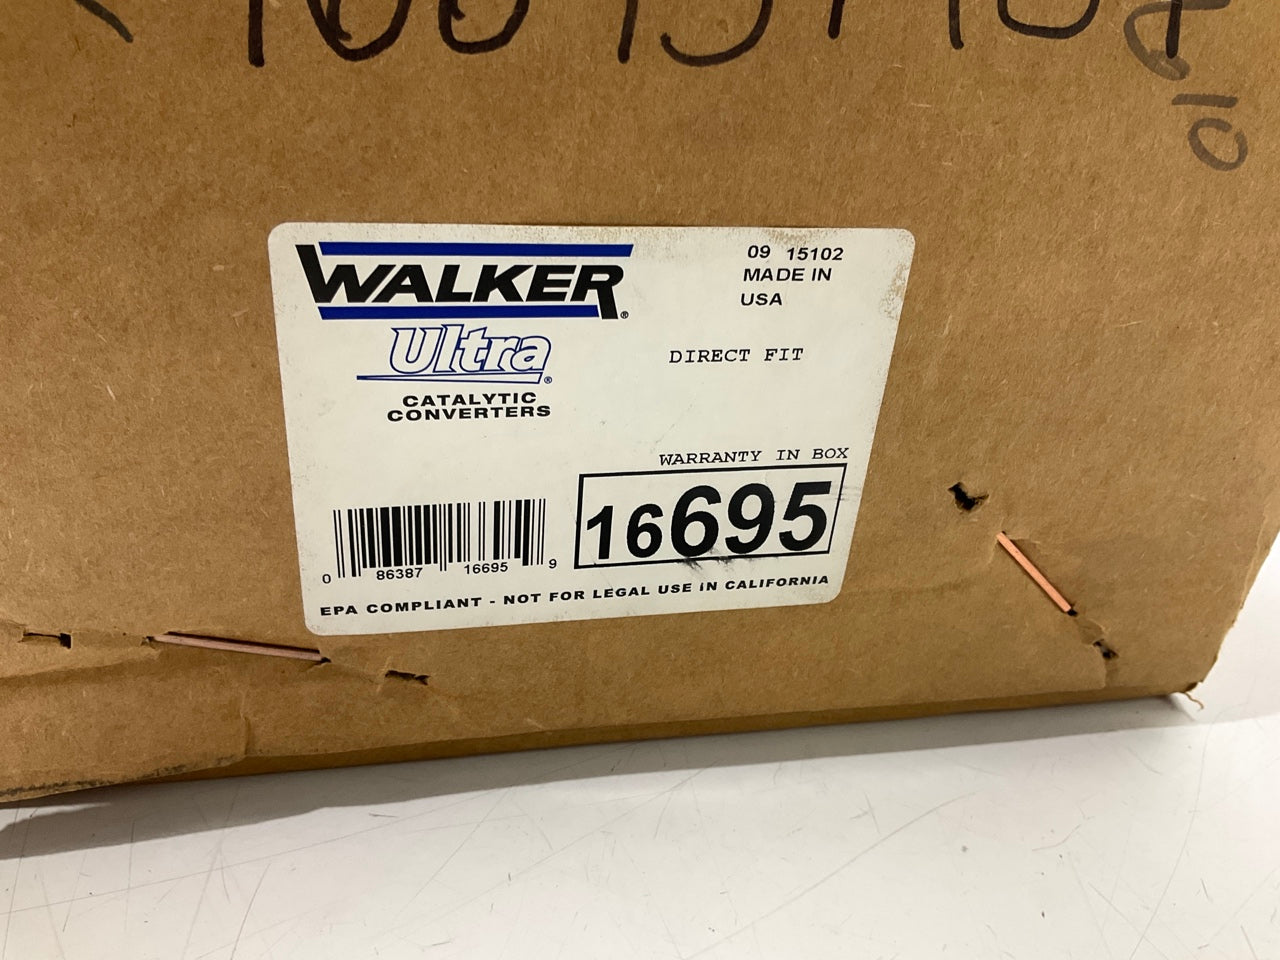 WALKER®
Ultra®
CATALYTIC
CONVERTERS
09 15102
MADE IN
USA
DIRECT FIT
WARRANTY IN BOX
16695
0 86387 16695 9
EPA COMPLIANT - NOT FOR LEGAL USE IN CALIFORNIA